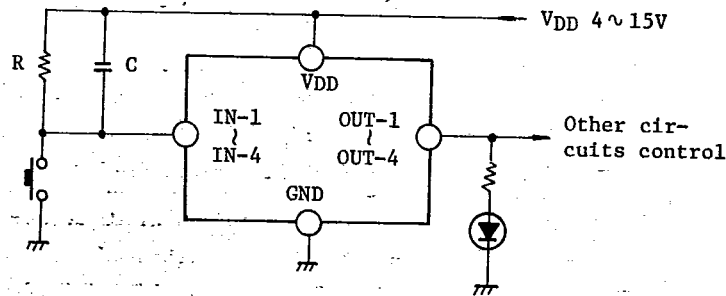 VDD 4 ~ 15V
R
C
VDD
IN-1
~
IN-4
OUT-1
~
OUT-4
GND
Other cir-
cuits control